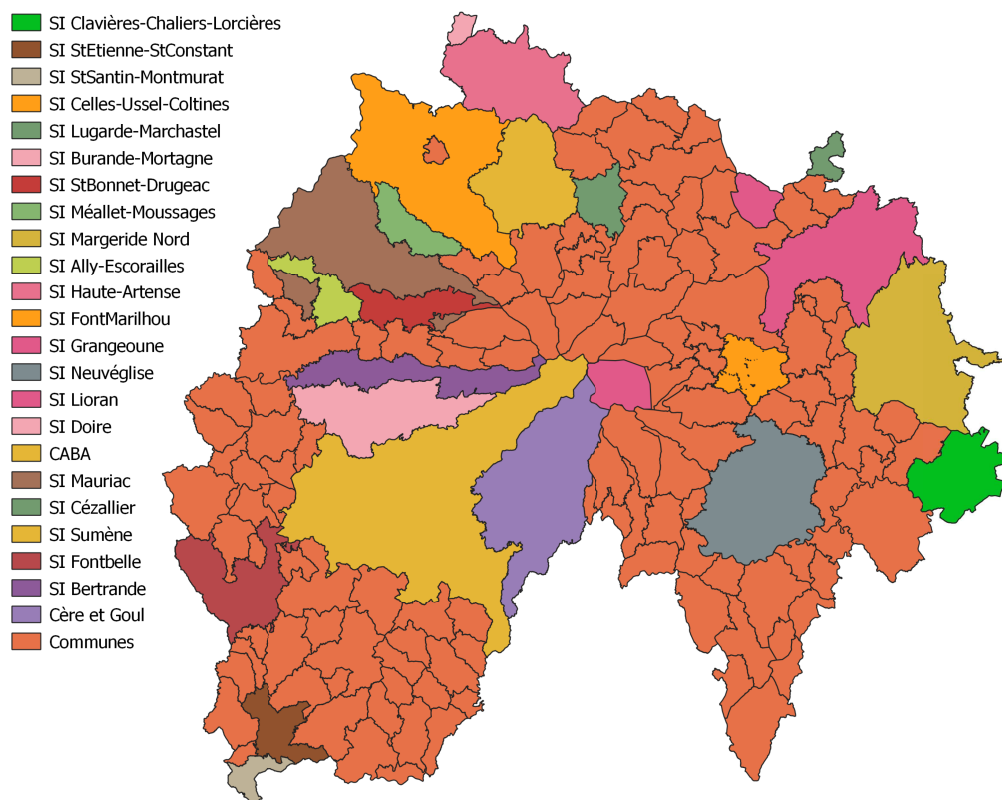 SI Clavières-Chaliers-Lorcières
SI StEtienne-StConstant
SI StSantin-Montmurat
SI Celles-Ussel-Coltines
SI Lugarde-Marchastel
SI Burande-Mortagne
SI StBonnet-Drugeac
SI Méallet-Moussages
SI Margeride Nord
SI Ally-Escorailles
SI Haute-Artense
SI FontMarilhou
SI Grangeoune
SI Neuvéglise
SI Lioran
SI Doire
CABA
SI Mauriac
SI Cézallier
SI Sumène
SI Fontbelle
SI Bertrande
Cère et Goul
Communes